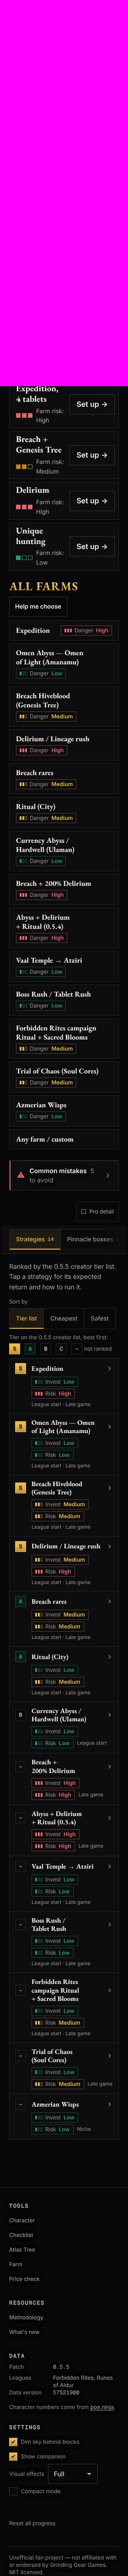 Expedition,
4 tablets
Farm risk:
High
Set up →
Breach +
Genesis Tree
Farm risk:
Medium
Set up →
Delirium
Farm risk:
High
Set up →
Unique
hunting
Farm risk:
Low
Set up →
ALL FARMS
Help me choose
Expedition
Danger High
Omen Abyss — Omen
of Light (Amanamu)
Danger Low
Breach Hiveblood
(Genesis Tree)
Danger Medium
Delirium / Lineage rush
Danger High
Breach rares
Danger Medium
Ritual (City)
Danger Medium
Currency Abyss /
Hardwell (Ulaman)
Danger Low
Breach + 200% Delirium
Danger High
Abyss + Delirium
+ Ritual (0.5.4)
Danger High
Vaal Temple → Atziri
Danger Low
Boss Rush / Tablet Rush
Danger Low
Forbidden Rites campaign
Ritual + Sacred Blooms
Danger Medium
Trial of Chaos (Soul Cores)
Danger Medium
Azmerian Wisps
Danger Low
Any farm / custom
Common mistakes 5
to avoid
Pro detail
Strategies 14
Pinnacle bosses
Ranked by the 0.5.5 creator tier list.
Tap a strategy for its expected
return and how to run it.
Sort by
Tier list
Cheapest
Safest
Tier on the 0.5.5 creator list, best first:
S A B C – not ranked
S
Expedition
Invest Low
Risk High
League start · Late game
S
Omen Abyss — Omen
of Light (Amanamu)
Invest Low
Risk Low
League start · Late game
S
Breach Hiveblood
(Genesis Tree)
Invest Medium
Risk Medium
League start · Late game
S
Delirium / Lineage rush
Invest Medium
Risk High
League start · Late game
A
Breach rares
Invest Medium
Risk Medium
League start · Late game
A
Ritual (City)
Invest Low
Risk Medium
League start · Late game
B
Currency Abyss /
Hardwell (Ulaman)
Invest Low
Risk Low
League start
–
Breach +
200% Delirium
Invest High
Risk High
Late game
–
Abyss + Delirium
+ Ritual (0.5.4)
Invest High
Risk High
Late game
–
Vaal Temple → Atziri
Invest Low
Risk Low
League start · Late game
–
Boss Rush /
Tablet Rush
Invest Low
Risk Low
League start · Late game
–
Forbidden Rites
campaign Ritual
+ Sacred Blooms
Invest Low
Risk Medium
League start · Late game
–
Trial of Chaos
(Soul Cores)
Invest Low
Risk Medium
Late game
–
Azmerian Wisps
Invest Low
Risk Low
Niche
TOOLS
Character
Checklist
Atlas Tree
Farm
Price check
RESOURCES
Methodology
What's new
DATA
Patch 0.5.5
Leagues Forbidden Rites, Runes
of Aldur
Data version 57521900
Character numbers come from poe.ninja.
SETTINGS
Dim sky behind blocks
Show companion
Visual effects Full
Compact mode
Reset all progress
Unofficial fan project — not affiliated with
or endorsed by Grinding Gear Games.
MIT licensed.